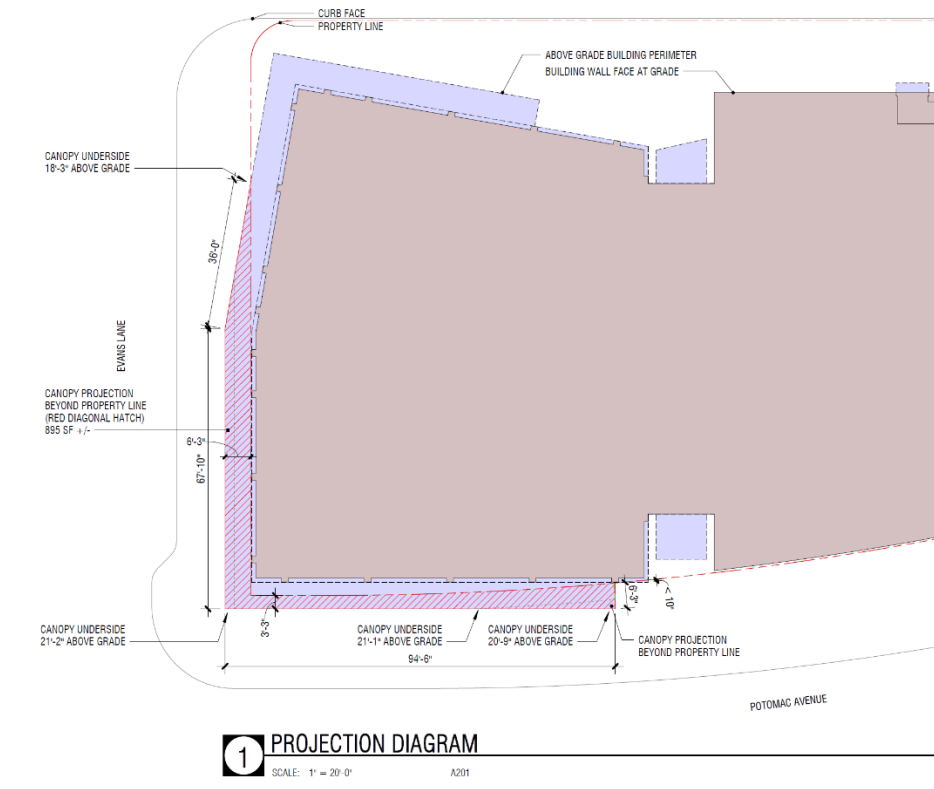 CURB FACE
PROPERTY LINE
ABOVE GRADE BUILDING PERIMETER
BUILDING WALL FACE AT GRADE
CANOPY UNDERSIDE
18'-3" ABOVE GRADE
36'-0"
EVANS LANE
CANOPY PROJECTION
BEYOND PROPERTY LINE
(RED DIAGONAL HATCH)
895 SF +/-
6'-3"
67'-10"
3'-3"
6'-3"
< 10"
CANOPY UNDERSIDE
21'-2" ABOVE GRADE
CANOPY UNDERSIDE
21'-1" ABOVE GRADE
CANOPY UNDERSIDE
20'-9" ABOVE GRADE
CANOPY PROJECTION
BEYOND PROPERTY LINE
94'-6"
POTOMAC AVENUE
1 PROJECTION DIAGRAM
SCALE: 1" = 20'-0" A201